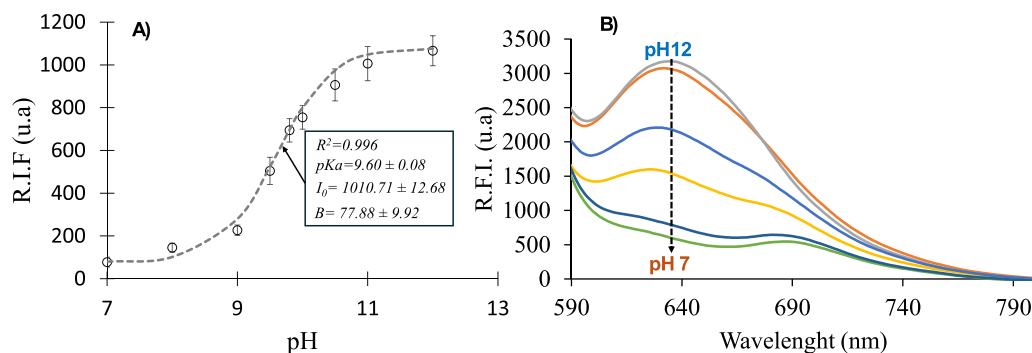 A)
R.I.F (u.a)
1200
1000
800
600
400
200
0
7
9
11
13
pH
R²=0.996
pKa=9.60 ± 0.08
I₀= 1010.71 ± 12.68
B= 77.88 ± 9.92
B)
R.F.I. (u.a)
3500
3000
2500
2000
1500
1000
500
0
590
640
690
740
790
Wavelenght (nm)
pH12
pH 7